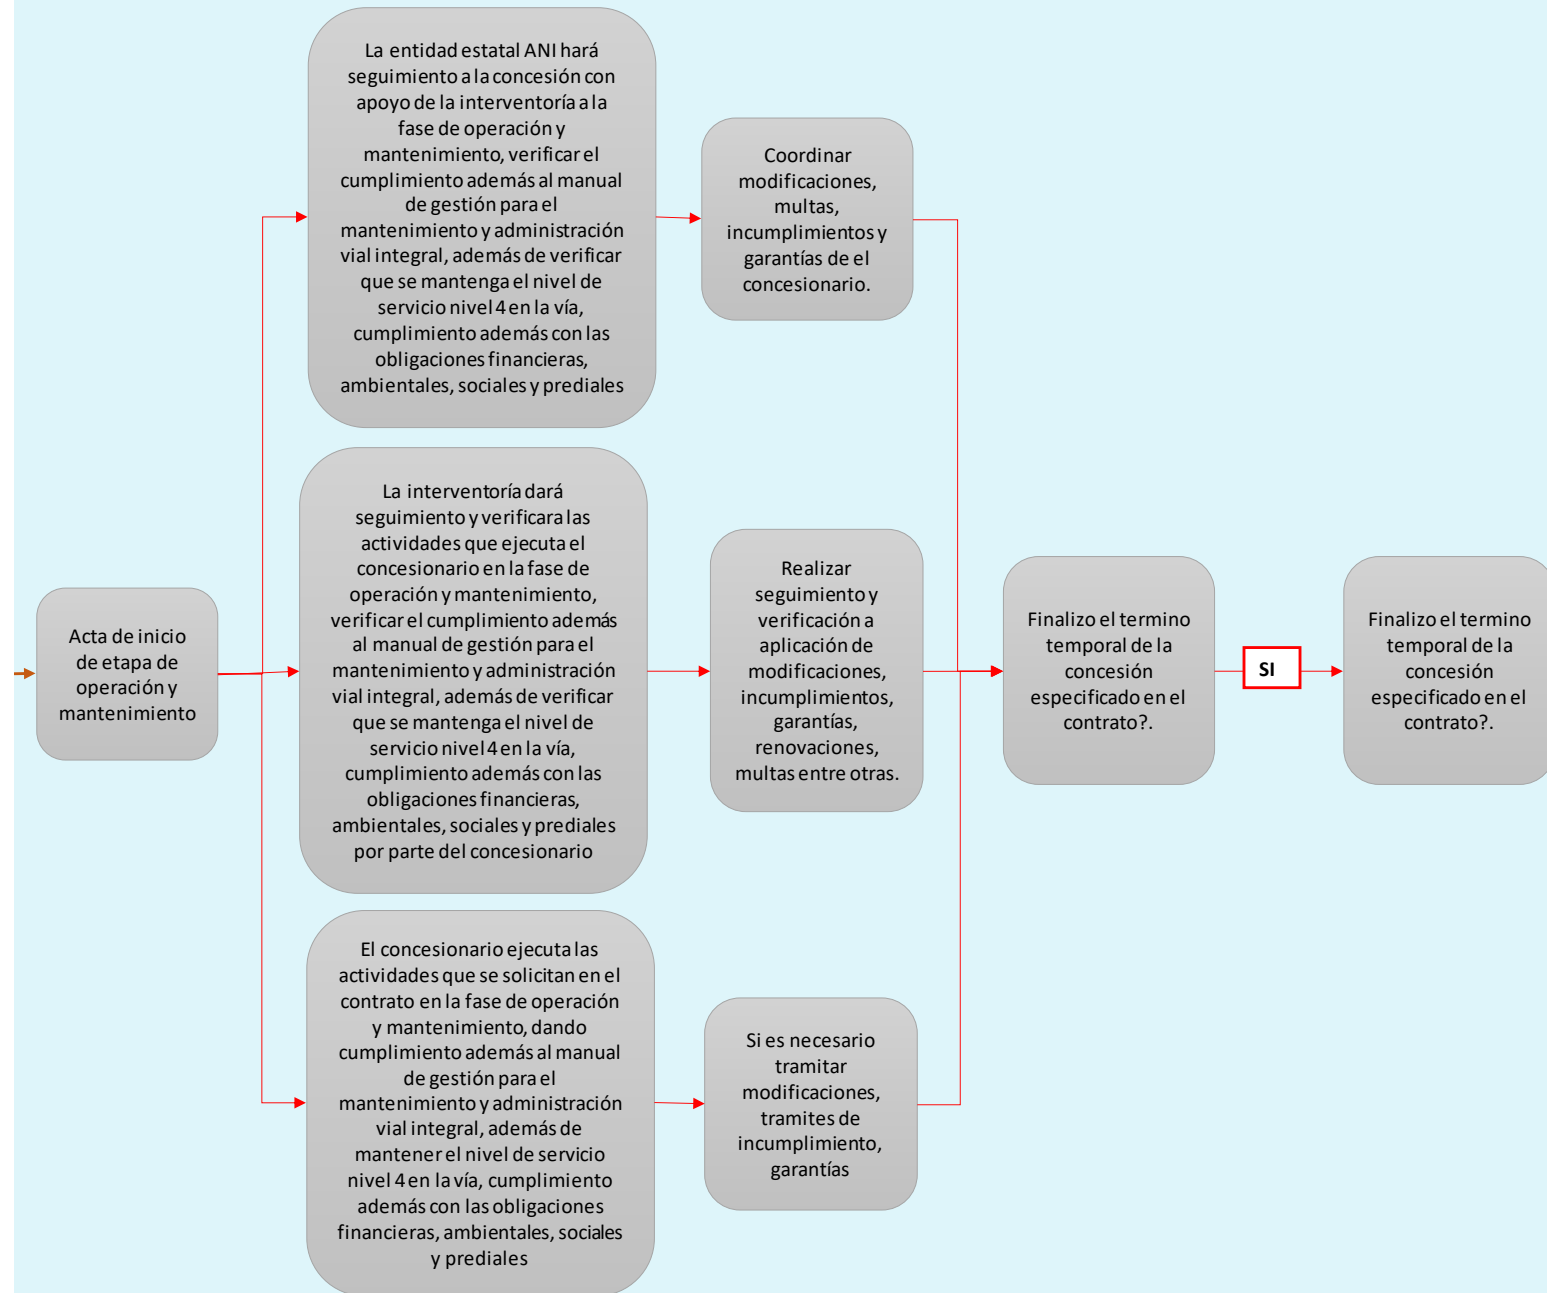 Acta de inicio
de etapa de
operación y
mantenimiento
La entidad estatal ANI hará
seguimiento a la concesión con
apoyo de la interventoría a la
fase de operación y
mantenimiento, verificar el
cumplimiento además al manual
de gestión para el
mantenimiento y administración
vial integral, además de verificar
que se mantenga el nivel de
servicio nivel 4 en la vía,
cumplimiento además con las
obligaciones financieras,
ambientales, sociales y prediales
Coordinar
modificaciones,
multas,
incumplimientos y
garantías de el
concesionario.
La interventoría dará
seguimiento y verificara las
actividades que ejecuta el
concesionario en la fase de
operación y mantenimiento,
verificar el cumplimiento además
al manual de gestión para el
mantenimiento y administración
vial integral, además de verificar
que se mantenga el nivel de
servicio nivel 4 en la vía,
cumplimiento además con las
obligaciones financieras,
ambientales, sociales y prediales
por parte del concesionario
Realizar
seguimiento y
verificación a
aplicación de
modificaciones,
incumplimientos,
garantías,
renovaciones,
multas entre otras.
El concesionario ejecuta las
actividades que se solicitan en el
contrato en la fase de operación
y mantenimiento, dando
cumplimiento además al manual
de gestión para el
mantenimiento y administración
vial integral, además de
mantener el nivel de servicio
nivel 4 en la vía, cumplimiento
además con las obligaciones
financieras, ambientales, sociales
y prediales
Si es necesario
tramitar
modificaciones,
tramites de
incumplimiento,
garantías
Finalizo el termino
temporal de la
concesión
especificado en el
contrato?.
SI
Finalizo el termino
temporal de la
concesión
especificado en el
contrato?.